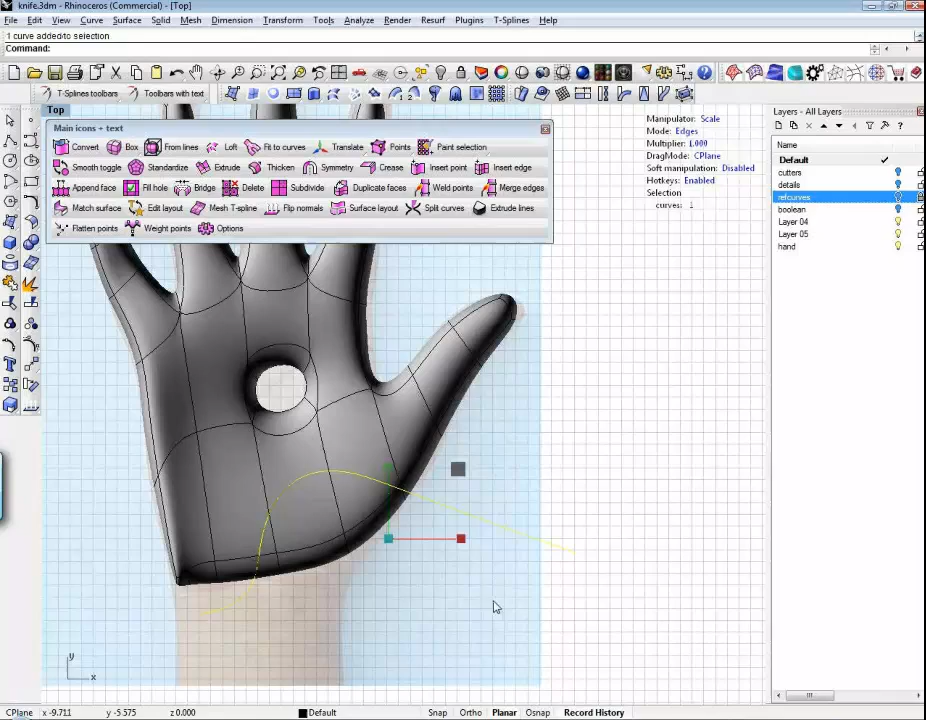 knife.3dm - Rhinoceros (Commercial) - [Top]
File Edit View Curve Surface Solid Mesh Dimension Transform Tools Analyze Render Resurf Plugins T-Splines Help
1 curve added to selection
Command:
T-Splines toolbars Toolbars with text
Top
Main icons + text
Convert Box From lines Loft Fit to curves Translate Points Paint selection
Smooth toggle Standardize Extrude Thicken Symmetry Crease Insert point Insert edge
Append face Fill hole Bridge Delete Subdivide Duplicate faces Weld points Merge edges
Match surface Edit layout Mesh T-spline Flip normals Surface layout Split curves Extrude lines
Flatten points Weight points Options
Manipulator: Scale
Mode: Edges
Multiplier: 1.000
DragMode: CPlane
Soft manipulation: Disabled
Hotkeys: Enabled
Selection
curves: 1
Layers - All Layers
Name
Default
cutters
details
refcurves
boolean
Layer 04
Layer 05
hand
y
x
CPlane x -9.711 y -5.575 z 0.000 Default Snap Ortho Planar Osnap Record History